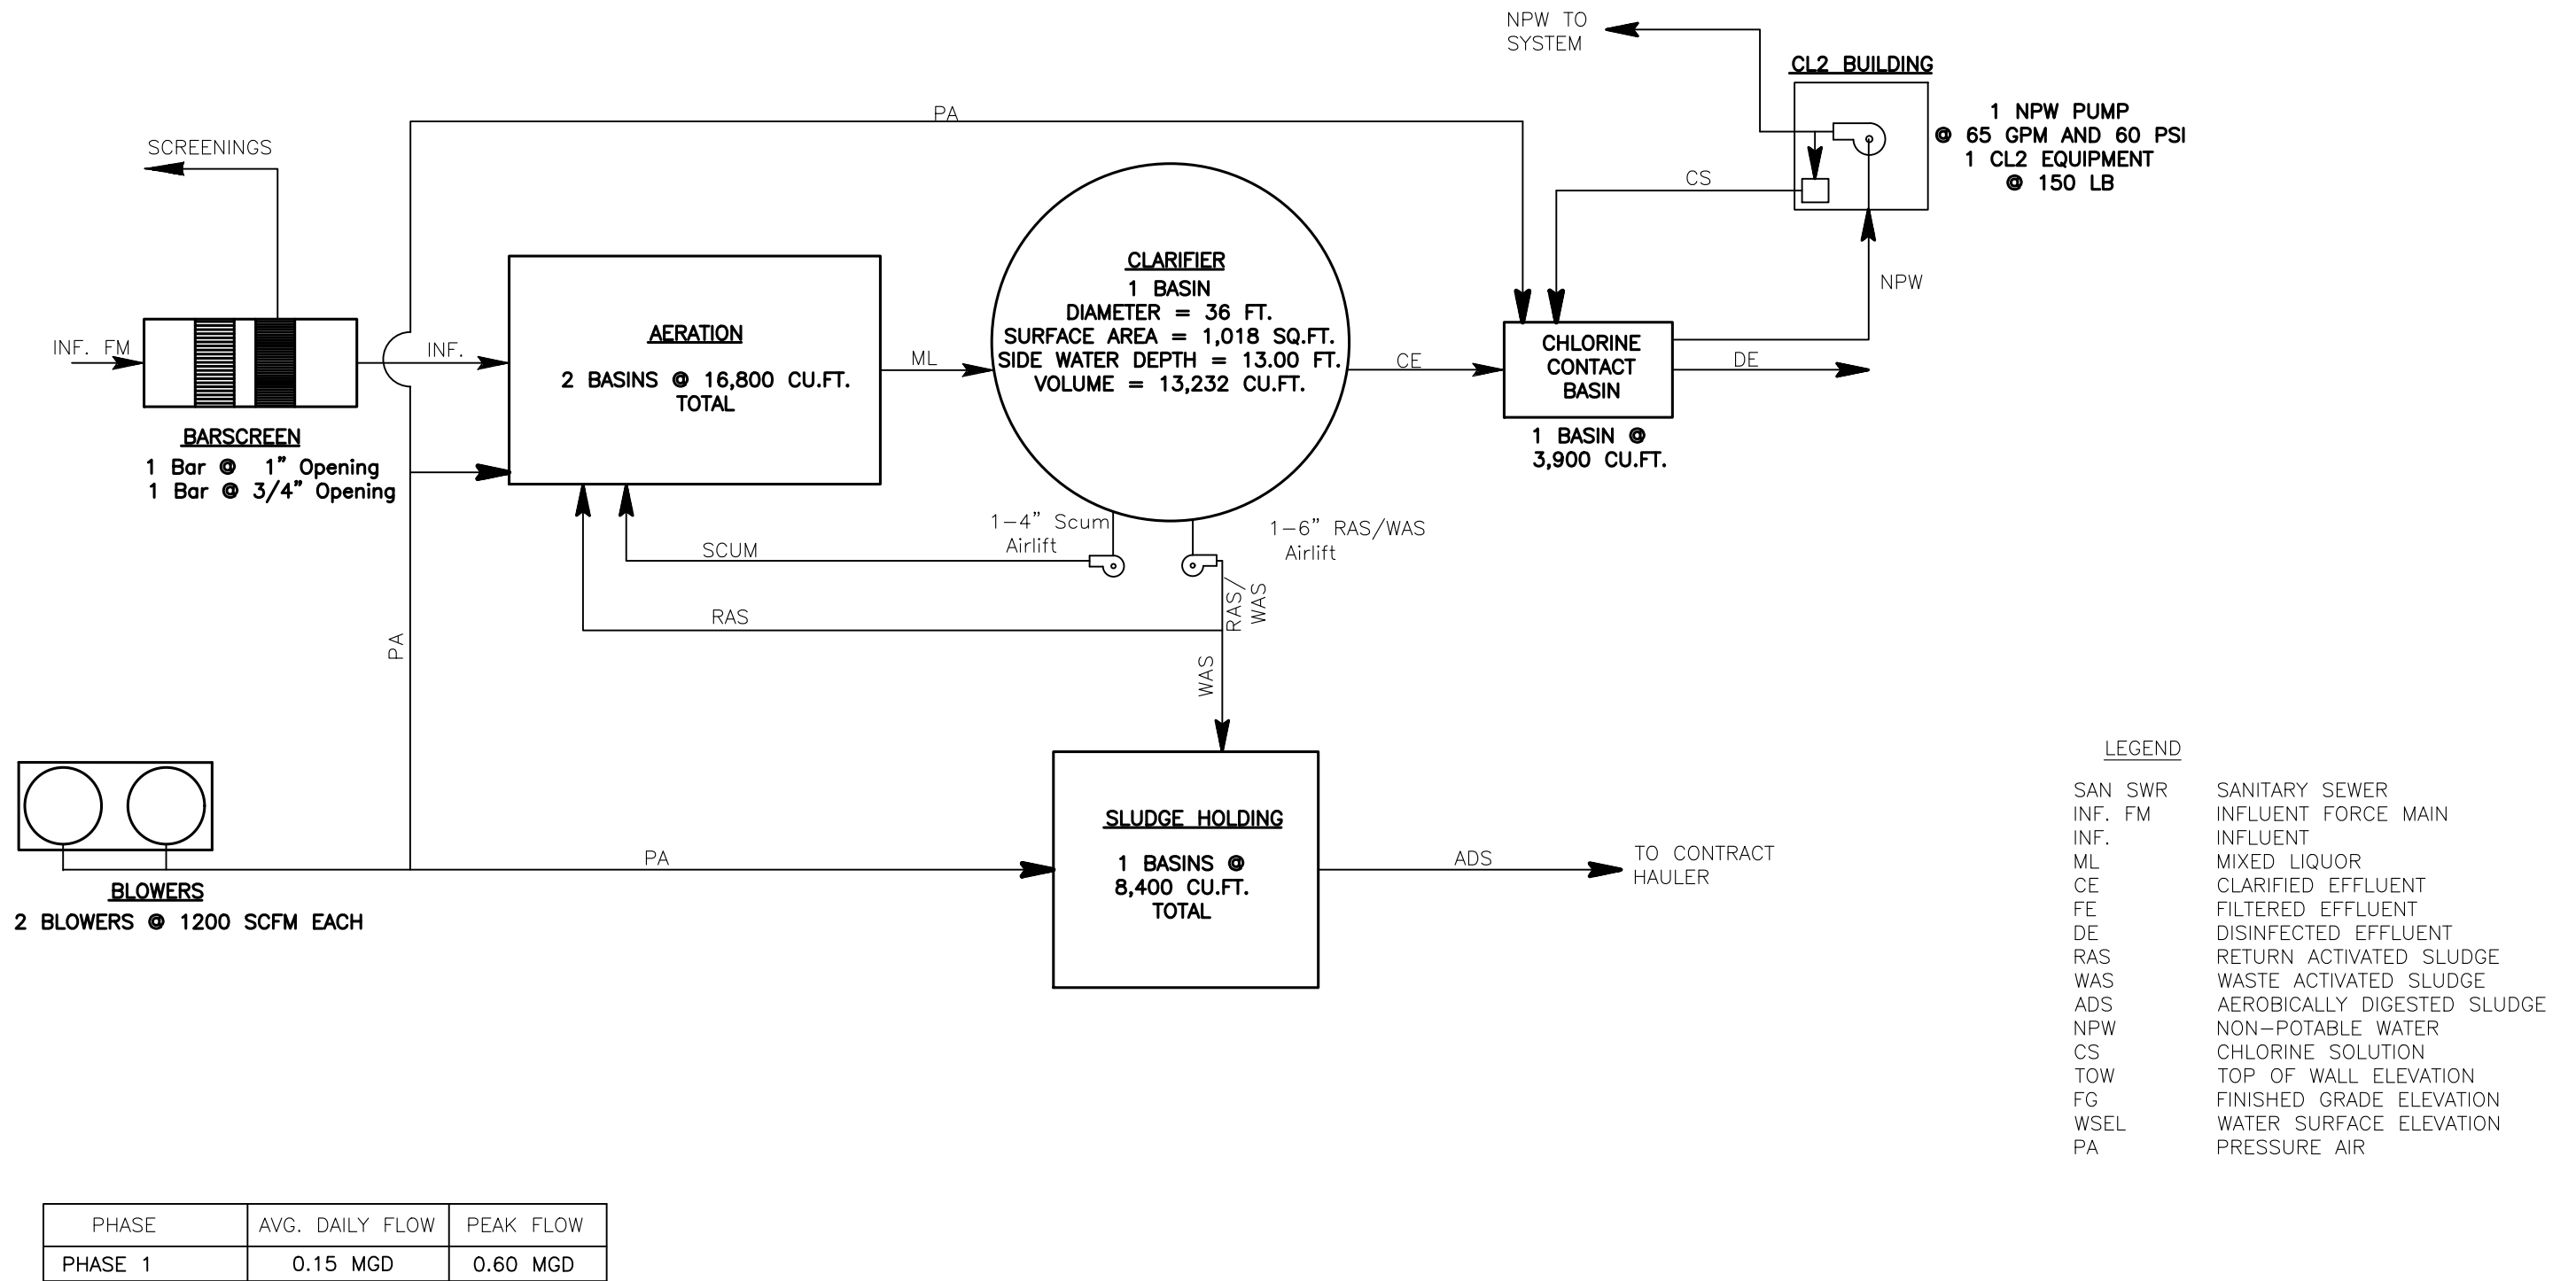 NPW TO
SYSTEM
CL2 BUILDING
1 NPW PUMP
@ 65 GPM AND 60 PSI
1 CL2 EQUIPMENT
@ 150 LB
PA
SCREENINGS
CS
NPW
INF. FM
INF.
BARSCREEN
1 Bar @ 1" Opening
1 Bar @ 3/4" Opening
AERATION
2 BASINS @ 16,800 CU.FT.
TOTAL
ML
CLARIFIER
1 BASIN
DIAMETER = 36 FT.
SURFACE AREA = 1,018 SQ.FT.
SIDE WATER DEPTH = 13.00 FT.
VOLUME = 13,232 CU.FT.
CE
CHLORINE
CONTACT
BASIN
DE
1 BASIN @
3,900 CU.FT.
1-4" Scum
Airlift
1-6" RAS/WAS
Airlift
SCUM
RAS
RAS/
WAS
PA
WAS
BLOWERS
2 BLOWERS @ 1200 SCFM EACH
PA
SLUDGE HOLDING
1 BASINS @
8,400 CU.FT.
TOTAL
ADS
TO CONTRACT
HAULER
LEGEND
SAN SWR SANITARY SEWER
INF. FM INFLUENT FORCE MAIN
INF. INFLUENT
ML MIXED LIQUOR
CE CLARIFIED EFFLUENT
FE FILTERED EFFLUENT
DE DISINFECTED EFFLUENT
RAS RETURN ACTIVATED SLUDGE
WAS WASTE ACTIVATED SLUDGE
ADS AEROBICALLY DIGESTED SLUDGE
NPW NON-POTABLE WATER
CS CHLORINE SOLUTION
TOW TOP OF WALL ELEVATION
FG FINISHED GRADE ELEVATION
WSEL WATER SURFACE ELEVATION
PA PRESSURE AIR
PHASE AVG. DAILY FLOW PEAK FLOW
PHASE 1 0.15 MGD 0.60 MGD